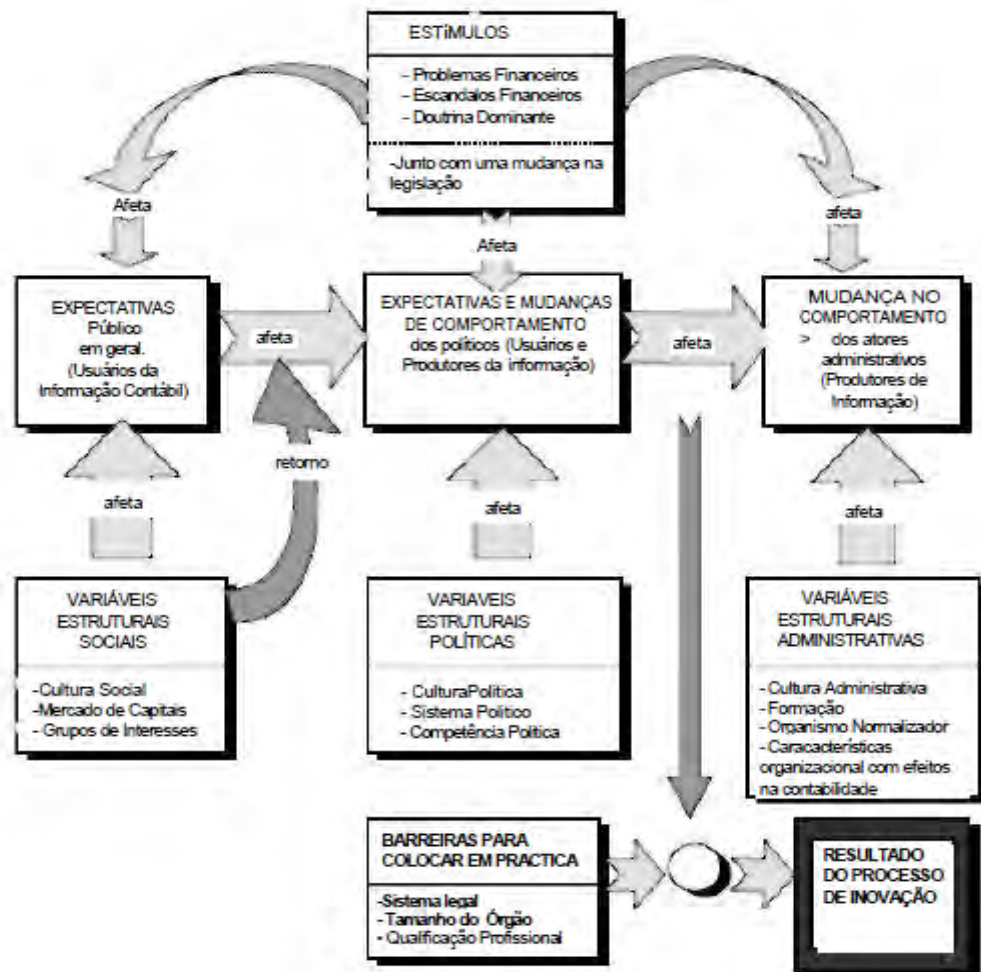 ESTÍMULOS
- Problemas Financeiros
- Escandalos Financeiros
- Doutrina Dominante
-Junto com uma mudança na
legislação
Afeta
Afeta
afeta
EXPECTATIVAS
Público
em geral.
(Usuários da
Informação Contábil)
afeta
EXPECTATIVAS E MUDANÇAS
DE COMPORTAMENTO
dos políticos (Usuários e
Produtores da informação)
afeta
MUDANÇA NO
COMPORTAMENTO
> dos atores
administrativos
(Produtores de
Informação)
retorno
afeta
afeta
afeta
VARIÁVEIS
ESTRUTURAIS
SOCIAIS
-Cultura Social
-Mercado de Capitais
- Grupos de Interesses
VARIAVEIS
ESTRUTURAIS
POLÍTICAS
- CulturaPolítica
- Sistema Politico
- Competência Politica
VARIÁVEIS
ESTRUTURAIS
ADMINISTRATIVAS
- Cultura Administrativa
- Formação
- Organismo Normalizador
- Caracacterísticas
organizacional com efeitos
na contabilidade
BARREIRAS PARA
COLOCAR EM PRACTICA
-Sistema legal
- Tamanho do Órgão
- Qualificação Profissional
RESULTADO
DO PROCESSO
DE INOVAÇÃO